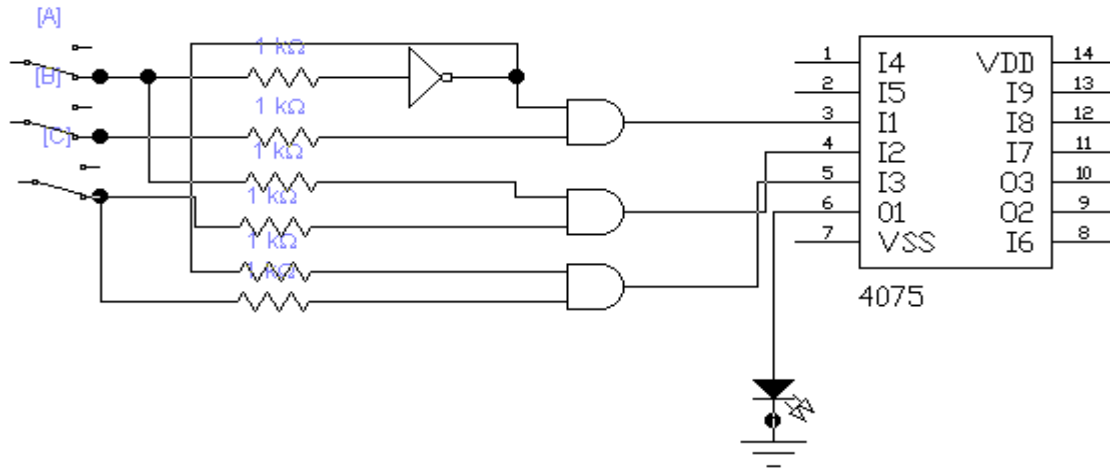 [A]
1 kΩ
[B]
1 kΩ
[C]
1 kΩ
1 kΩ
1 kΩ
1 kΩ
1 I4 VDD 14
2 I5 I9 13
3 I1 I8 12
4 I2 I7 11
5 I3 O3 10
6 O1 O2 9
7 VSS I6 8
4075